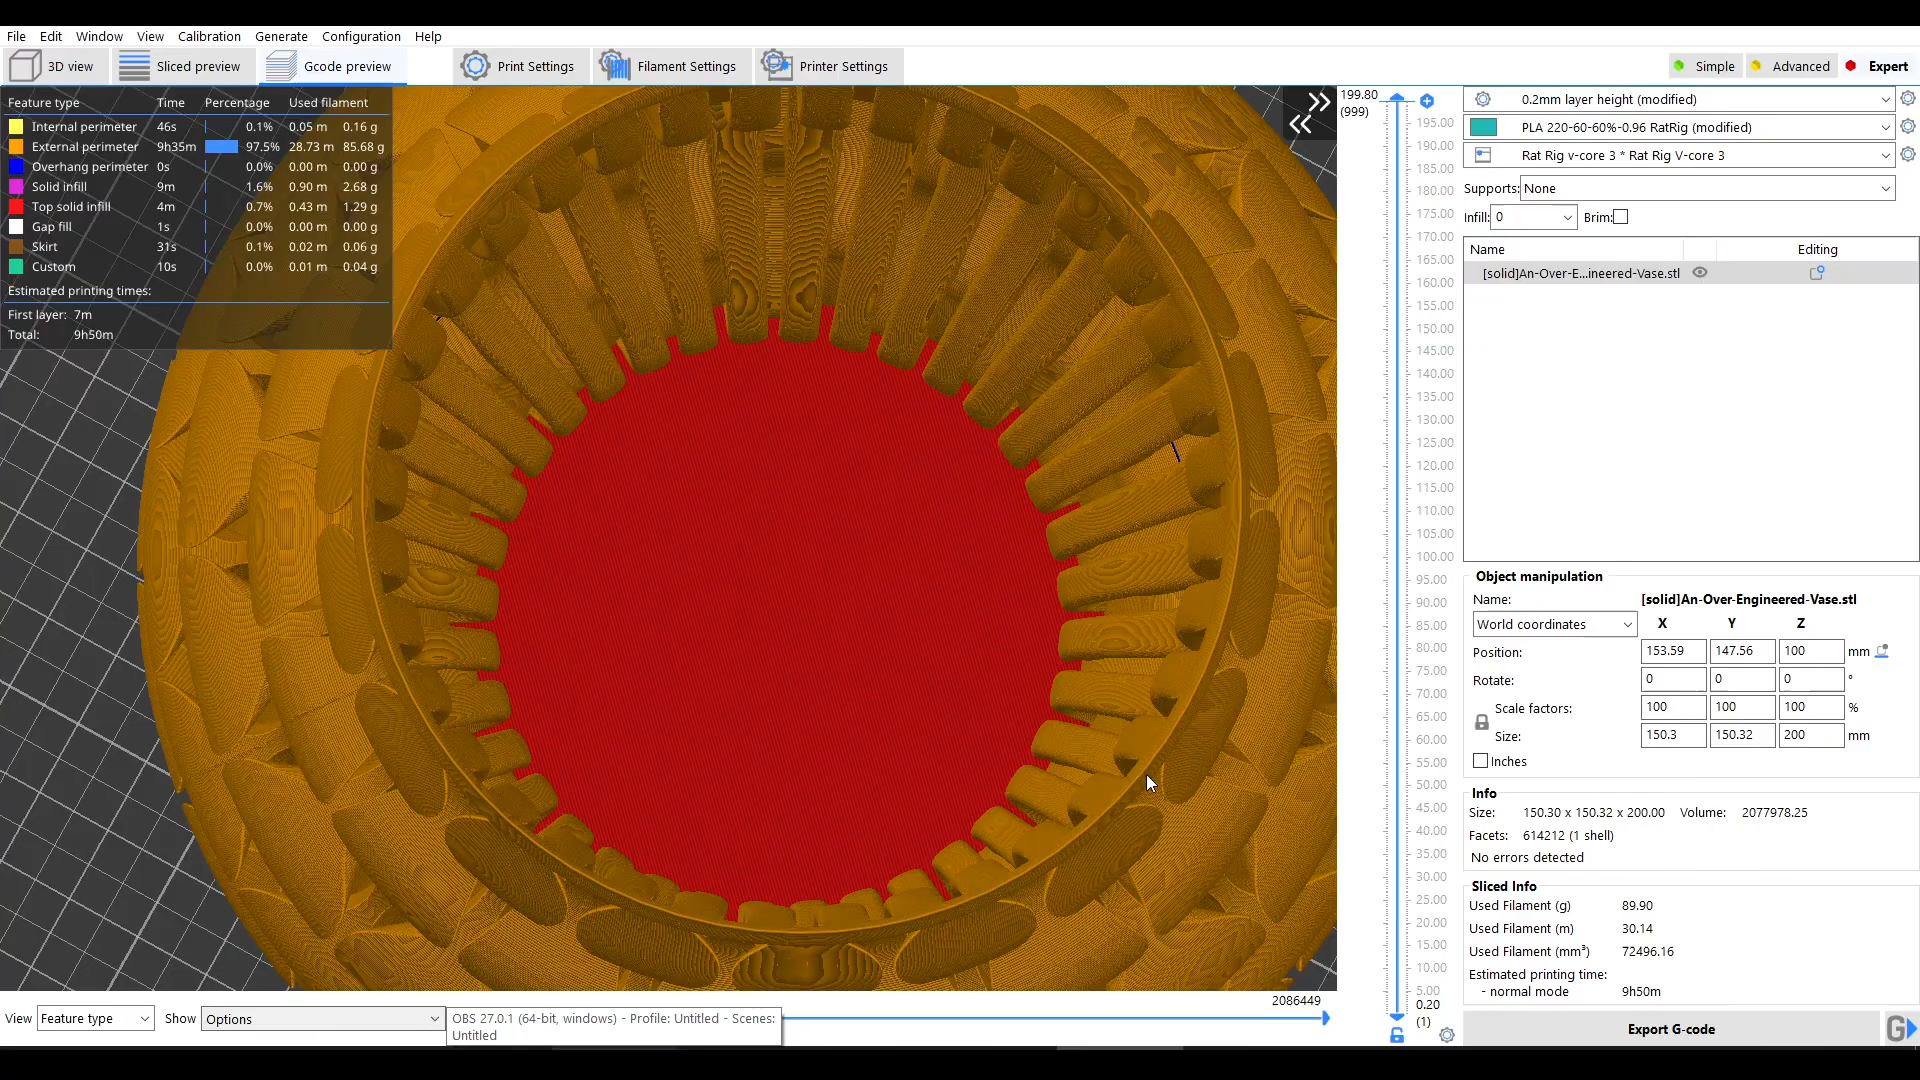 File Edit Window View Calibration Generate Configuration Help
3D view Sliced preview Gcode preview Print Settings Filament Settings Printer Settings Simple Advanced Expert
Feature type Time Percentage Used filament
Internal perimeter 46s 0.1% 0.05 m 0.16 g
External perimeter 9h35m 97.5% 28.73 m 85.68 g
Overhang perimeter 0s 0.0% 0.00 m 0.00 g
Solid infill 9m 1.6% 0.90 m 2.68 g
Top solid infill 4m 0.7% 0.43 m 1.29 g
Gap fill 1s 0.0% 0.00 m 0.00 g
Skirt 31s 0.1% 0.02 m 0.06 g
Custom 10s 0.0% 0.01 m 0.04 g
Estimated printing times:
First layer: 7m
Total: 9h50m
199.80
(999)
195.00
190.00
185.00
180.00
175.00
170.00
165.00
160.00
155.00
150.00
145.00
140.00
135.00
130.00
125.00
120.00
115.00
110.00
105.00
100.00
95.00
90.00
85.00
80.00
75.00
70.00
65.00
60.00
55.00
50.00
45.00
40.00
35.00
30.00
25.00
20.00
15.00
10.00
5.00
0.20
(1)
0.2mm layer height (modified)
PLA 220-60-60%-0.96 RatRig (modified)
Rat Rig v-core 3 * Rat Rig V-core 3
Supports: None
Infill: 0 Brim:
Name Editing
[solid]An-Over-E...ineered-Vase.stl
Object manipulation
Name: [solid]An-Over-Engineered-Vase.stl
World coordinates X Y Z
Position: 153.59 147.56 100 mm
Rotate: 0 0 0 °
Scale factors: 100 100 100 %
Size: 150.3 150.32 200 mm
Inches
Info
Size: 150.30 x 150.32 x 200.00 Volume: 2077978.25
Facets: 614212 (1 shell)
No errors detected
Sliced Info
Used Filament (g) 89.90
Used Filament (m) 30.14
Used Filament (mm³) 72496.16
Estimated printing time:
- normal mode 9h50m
Export G-code
G
2086449
View Feature type Show Options
OBS 27.0.1 (64-bit, windows) - Profile: Untitled - Scenes:
Untitled